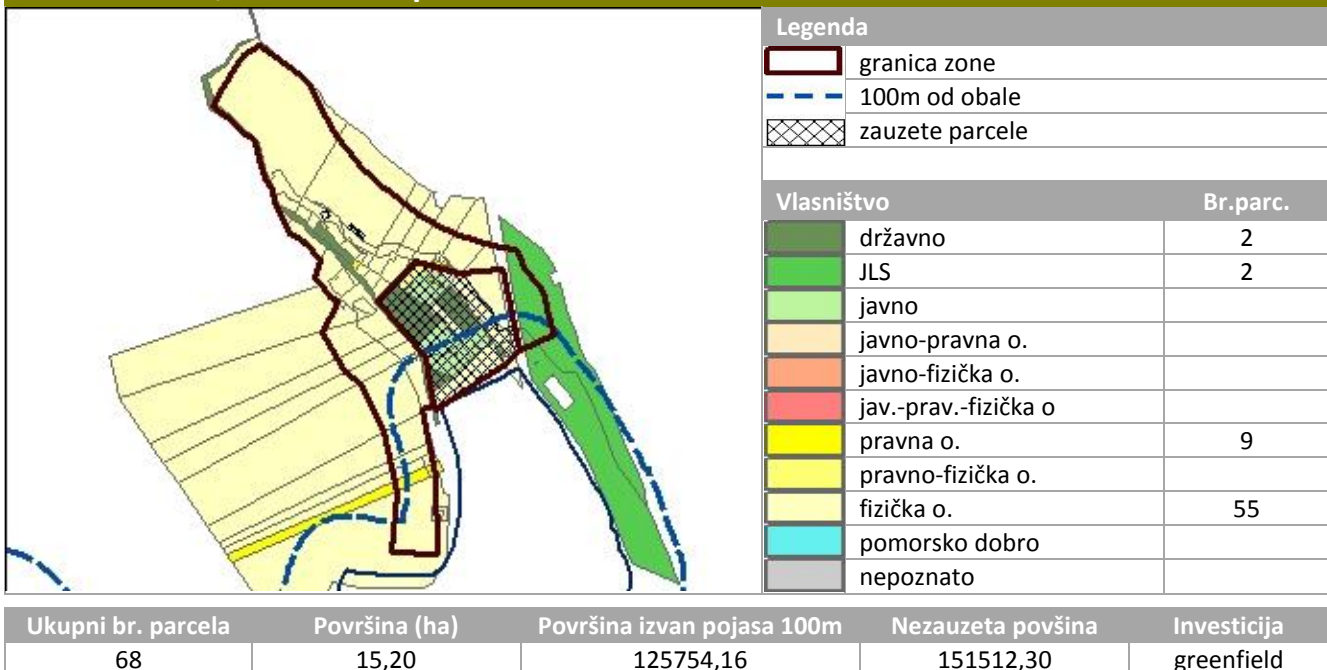 Legenda
granica zone
100m od obale
zauzete parcele
Vlasništvo Br.parc.
državno 2
JLS 2
javno
javno-pravna o.
javno-fizička o.
jav.-prav.-fizička o
pravna o. 9
pravno-fizička o.
fizička o. 55
pomorsko dobro
nepoznato
Ukupni br. parcela Površina (ha) Površina izvan pojasa 100m Nezauzeta povšina Investicija
68 15,20 125754,16 151512,30 greenfield